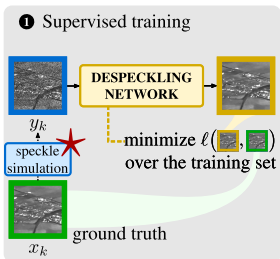 ❶ Supervised training
DESPECKLING
NETWORK
y_k
minimize ℓ( , )
over the training set
speckle
simulation
ground truth
x_k